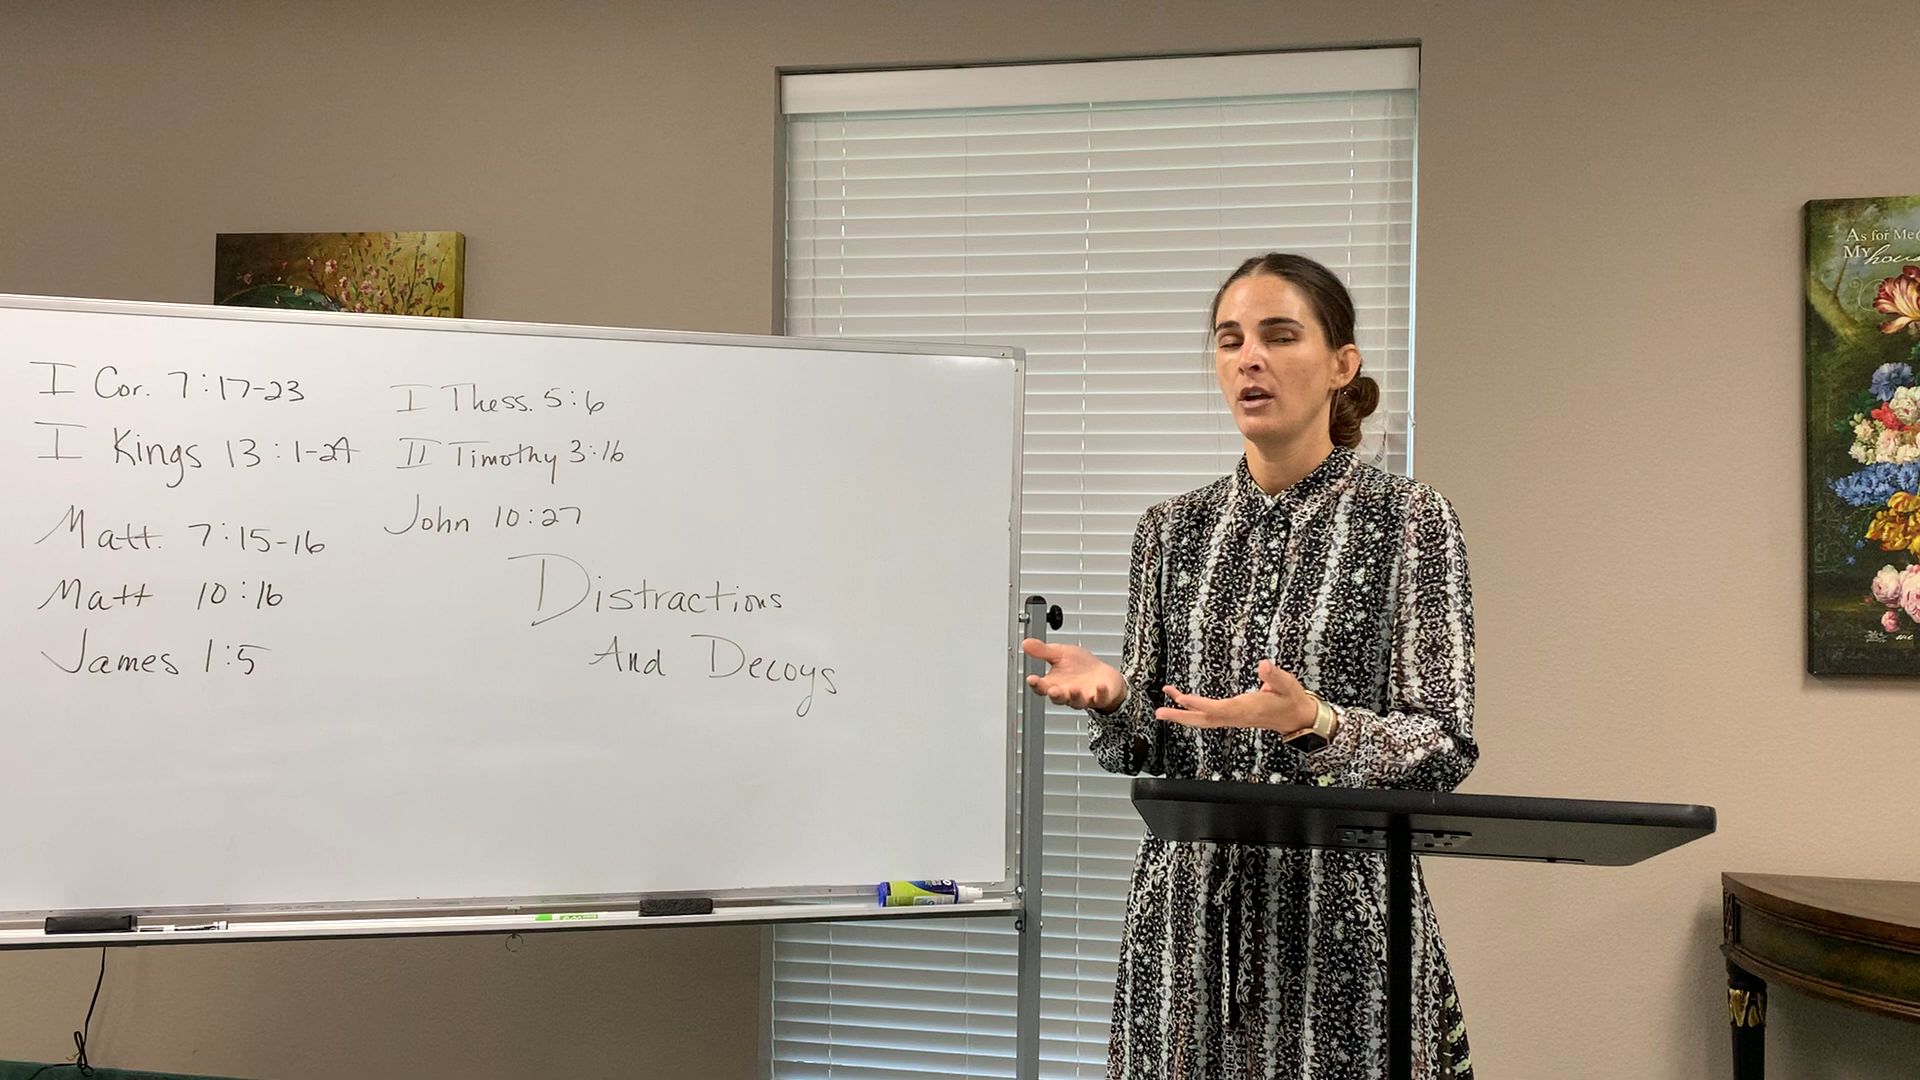 I Cor. 7:17-23
I Kings 13:1-24
Matt. 7:15-16
Matt 10:16
James 1:5
I Thess. 5:6
II Timothy 3:16
John 10:27
Distractions
And Decoys
As for Me
My hous